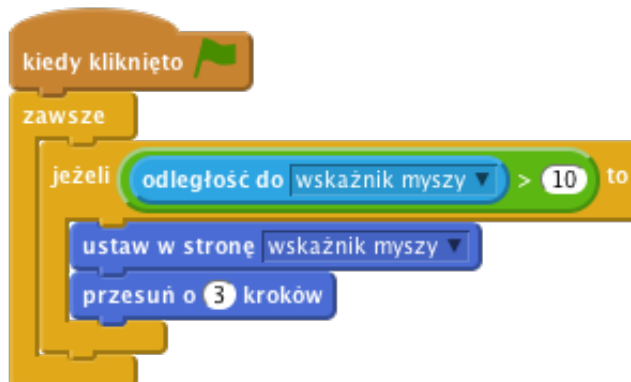 kiedy kliknięto
zawsze
jeżeli odległość do wskaźnik myszy > 10 to
ustaw w stronę wskaźnik myszy
przesuń o 3 kroków